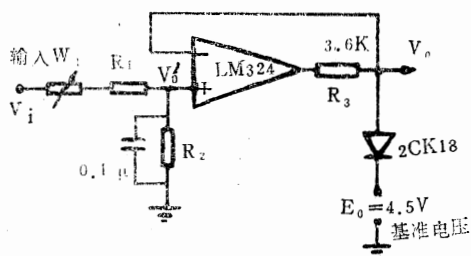 输入W₁
R₁
V₀′
LM324
3.6K
R₃
Vₒ
Vi
0.1μ
R₂
2CK18
E₀=4.5V
基准电压